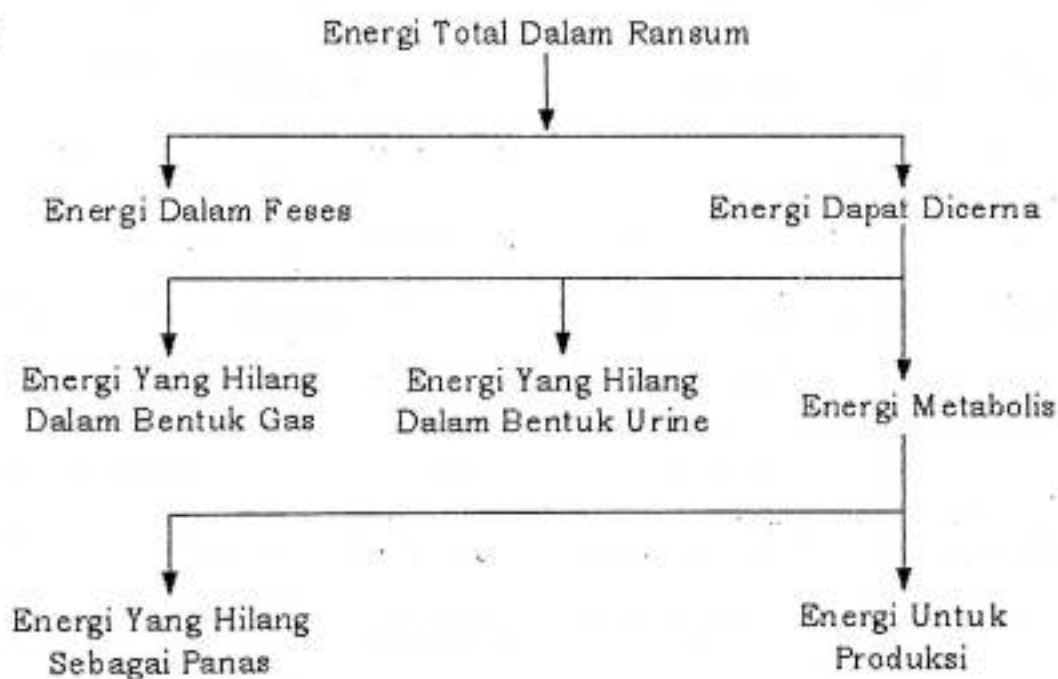 Energi Total Dalam Ransum
Energi Dalam Feses
Energi Dapat Dicerna
Energi Yang Hilang
Dalam Bentuk Gas
Energi Yang Hilang
Dalam Bentuk Urine
Energi Metabolis
Energi Yang Hilang
Sebagai Panas
Energi Untuk
Produksi